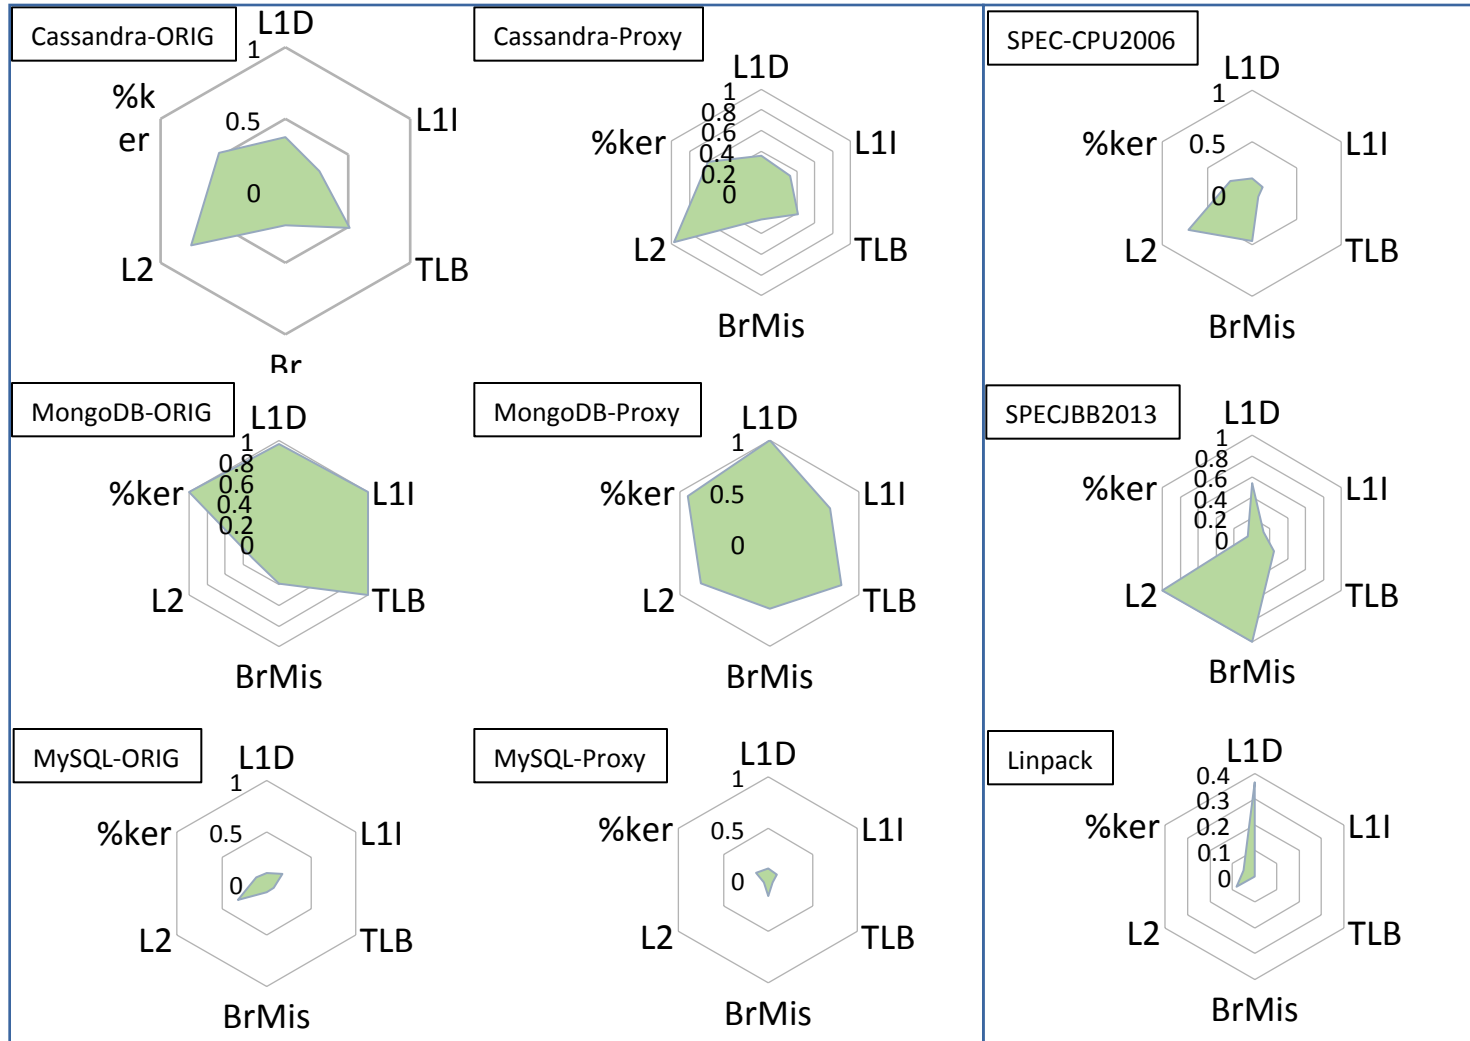 Cassandra-ORIG
L1D
1
%k
er
0.5
L1I
0
L2
TLB
Br
Cassandra-Proxy
L1D
1
0.8
0.6
0.4
0.2
0
%ker
L1I
L2
TLB
BrMis
SPEC-CPU2006
L1D
1
%ker
0.5
L1I
0
L2
TLB
BrMis
MongoDB-ORIG
L1D
1
0.8
0.6
0.4
0.2
0
%ker
L1I
L2
TLB
BrMis
MongoDB-Proxy
L1D
1
%ker
0.5
L1I
0
L2
TLB
BrMis
SPECJBB2013
L1D
1
0.8
0.6
0.4
0.2
0
%ker
L1I
L2
TLB
BrMis
MySQL-ORIG
L1D
1
%ker
0.5
L1I
0
L2
TLB
BrMis
MySQL-Proxy
L1D
1
%ker
0.5
L1I
0
L2
TLB
BrMis
Linpack
L1D
0.4
0.3
0.2
0.1
0
%ker
L1I
L2
TLB
BrMis